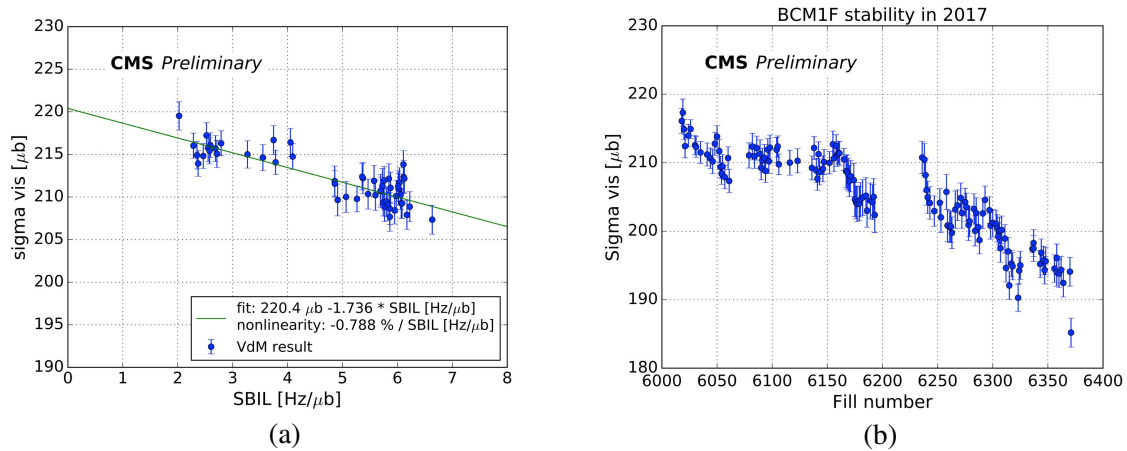 230
225
220
215
210
205
200
195
190
sigma vis [μb]
CMS Preliminary
fit: 220.4 μb -1.736 * SBIL [Hz/μb]
nonlinearity: -0.788 % / SBIL [Hz/μb]
VdM result
0 1 2 3 4 5 6 7 8
SBIL [Hz/μb]
(a)
BCM1F stability in 2017
230
220
210
200
190
180
Sigma vis [μb]
CMS Preliminary
6000 6050 6100 6150 6200 6250 6300 6350 6400
Fill number
(b)